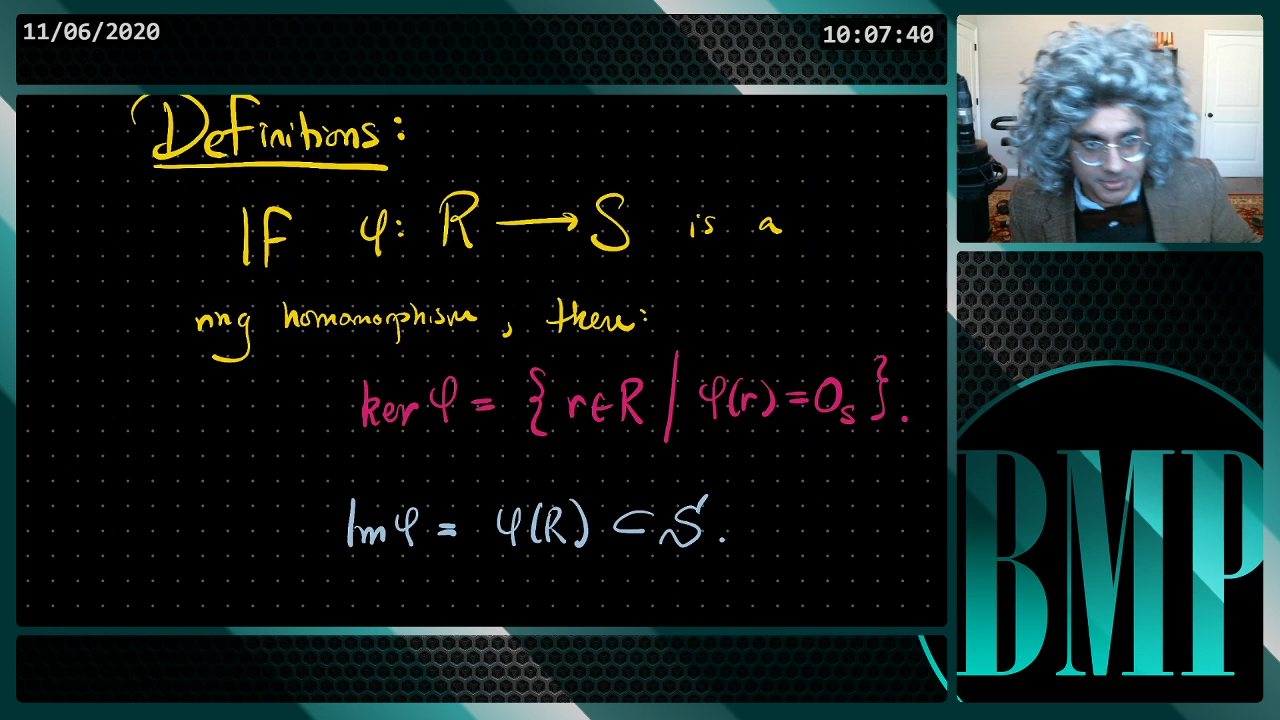 11/06/2020
10:07:40
Definitions:
IF φ: R → S is a
ring homomorphism, then:
ker φ = { r ∈ R / φ(r) = 0_S }.
Im φ = φ(R) ⊂ S.
BMP